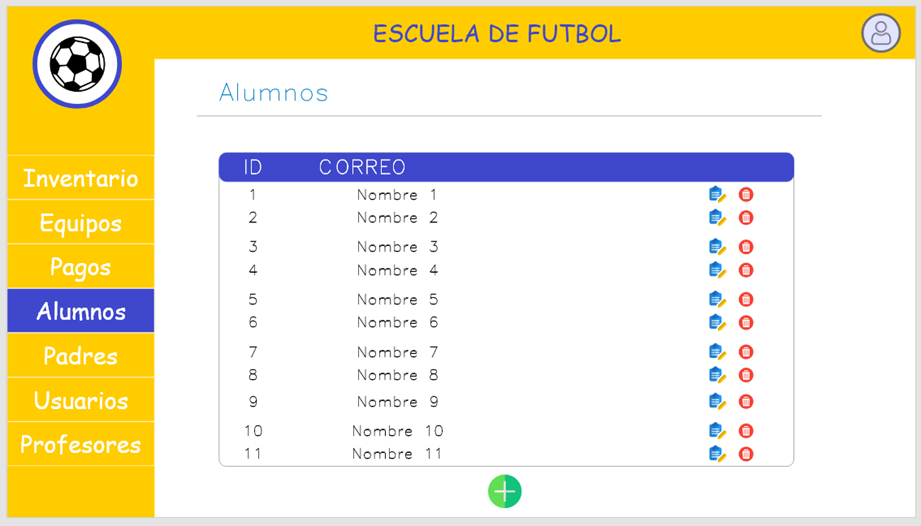 ESCUELA DE FUTBOL
Alumnos
Inventario
Equipos
Pagos
Alumnos
Padres
Usuarios
Profesores
ID CORREO
1 Nombre 1
2 Nombre 2
3 Nombre 3
4 Nombre 4
5 Nombre 5
6 Nombre 6
7 Nombre 7
8 Nombre 8
9 Nombre 9
10 Nombre 10
11 Nombre 11